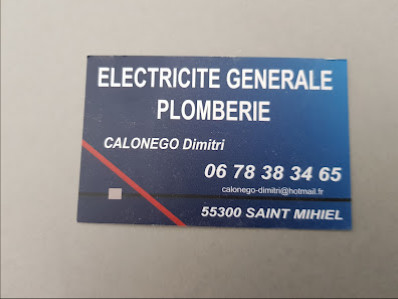 ELECTRICITE GENERALE
PLOMBERIE
CALONEGO Dimitri
06 78 38 34 65
calonego-dimitri@hotmail.fr
55300 SAINT MIHIEL